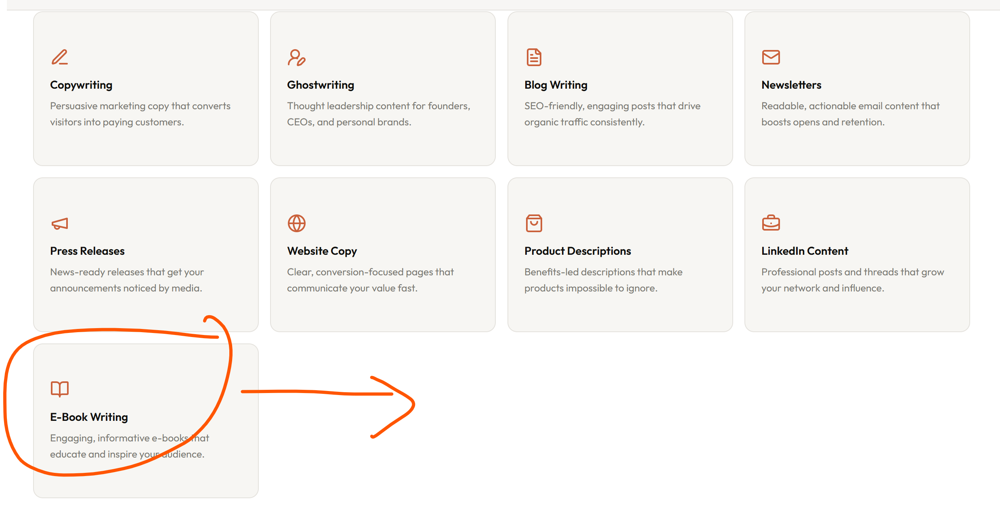 Copywriting
Persuasive marketing copy that converts
visitors into paying customers.
Ghostwriting
Thought leadership content for founders,
CEOs, and personal brands.
Blog Writing
SEO-friendly, engaging posts that drive
organic traffic consistently.
Newsletters
Readable, actionable email content that
boosts opens and retention.
Press Releases
News-ready releases that get your
announcements noticed by media.
Website Copy
Clear, conversion-focused pages that
communicate your value fast.
Product Descriptions
Benefits-led descriptions that make
products impossible to ignore.
LinkedIn Content
Professional posts and threads that grow
your network and influence.
E-Book Writing
Engaging, informative e-books that
educate and inspire your audience.